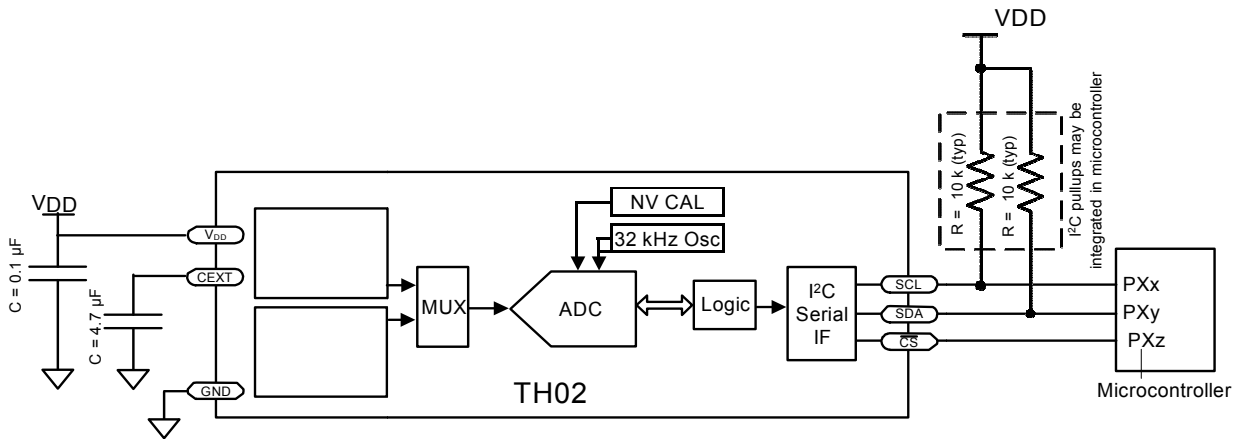 VDD
R = 10 k (typ)
R = 10 k (typ)
I²C pullups may be
integrated in microcontroller
VDD
C = 0.1 µF
C = 4.7 µF
VDD
CEXT
GND
NV CAL
32 kHz Osc
MUX
ADC
Logic
I²C
Serial
IF
TH02
SCL
SDA
CS
PXx
PXy
PXz
Microcontroller